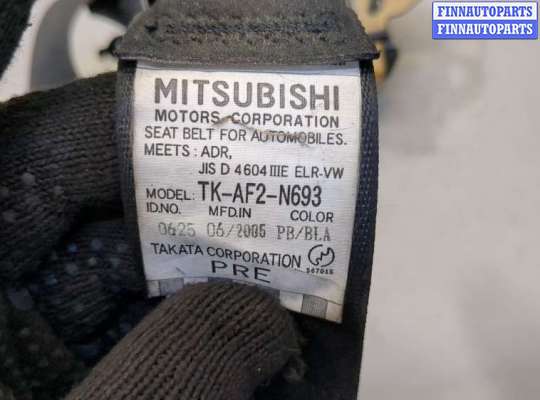 FINNAUTOPARTS
FINNAUTOPARTS
MITSUBISHI
MOTORS CORPORATION
SEAT BELT FOR AUTOMOBILES.
MEETS : ADR,
JIS D 4604 IIIE ELR-VW
MODEL: TK-AF2-N693
ID.NO. MFD.IN COLOR
0625 06/2005 PB/BLA
TAKATA CORPORATION
PRE
567015